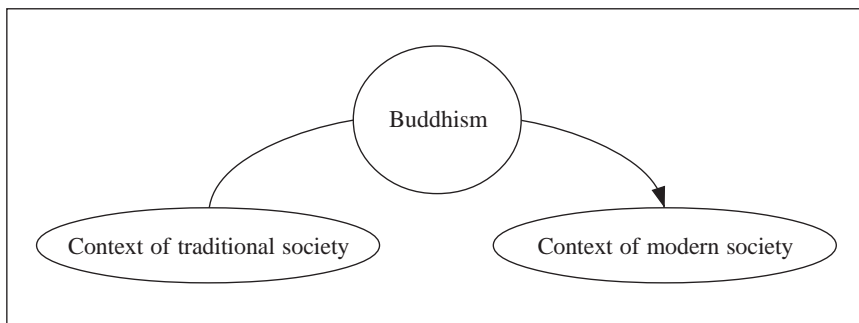 Buddhism
Context of traditional society
Context of modern society